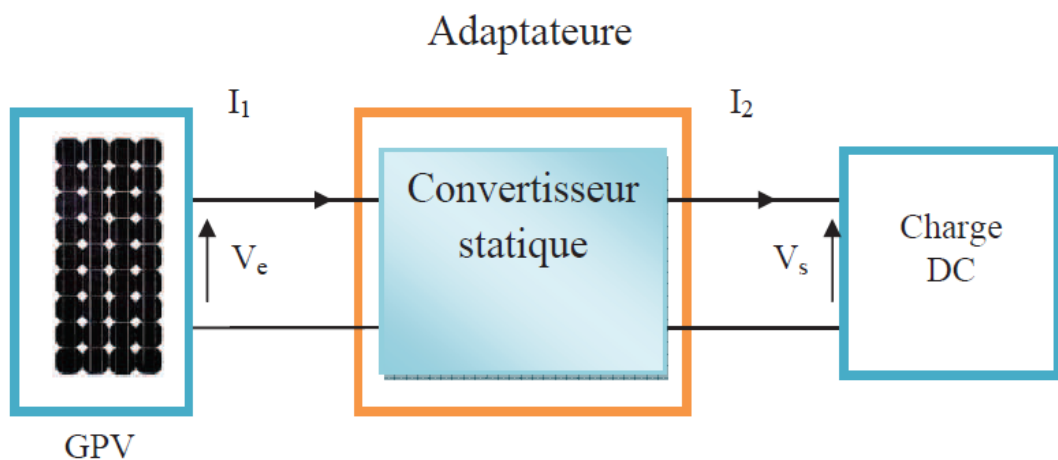 Adaptateure
I₁
I₂
Convertisseur
statique
Vₑ
Vₛ
Charge
DC
GPV